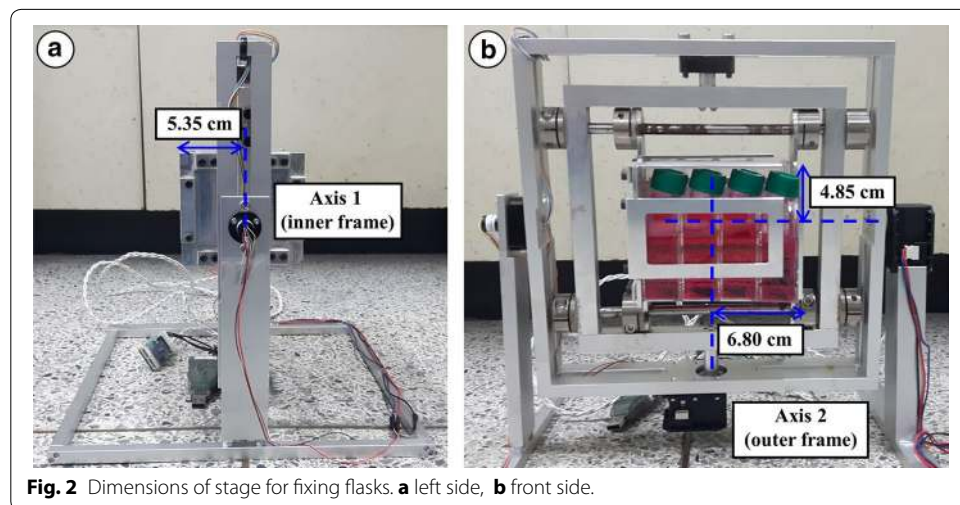 a
5.35 cm
Axis 1
(inner frame)
b
4.85 cm
6.80 cm
Axis 2
(outer frame)
Fig. 2 Dimensions of stage for fixing flasks. a left side, b front side.